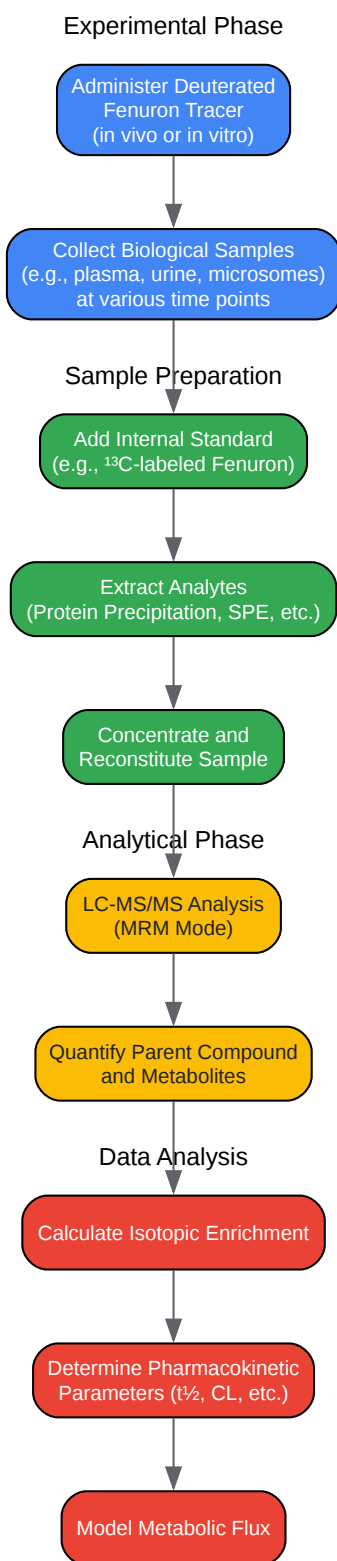 Experimental Phase
Administer Deuterated
Fenuron Tracer
(in vivo or in vitro)
Collect Biological Samples
(e.g., plasma, urine, microsomes)
at various time points
Sample Preparation
Add Internal Standard
(e.g., ¹³C-labeled Fenuron)
Extract Analytes
(Protein Precipitation, SPE, etc.)
Concentrate and
Reconstitute Sample
Analytical Phase
LC-MS/MS Analysis
(MRM Mode)
Quantify Parent Compound
and Metabolites
Data Analysis
Calculate Isotopic Enrichment
Determine Pharmacokinetic
Parameters (t½, CL, etc.)
Model Metabolic Flux